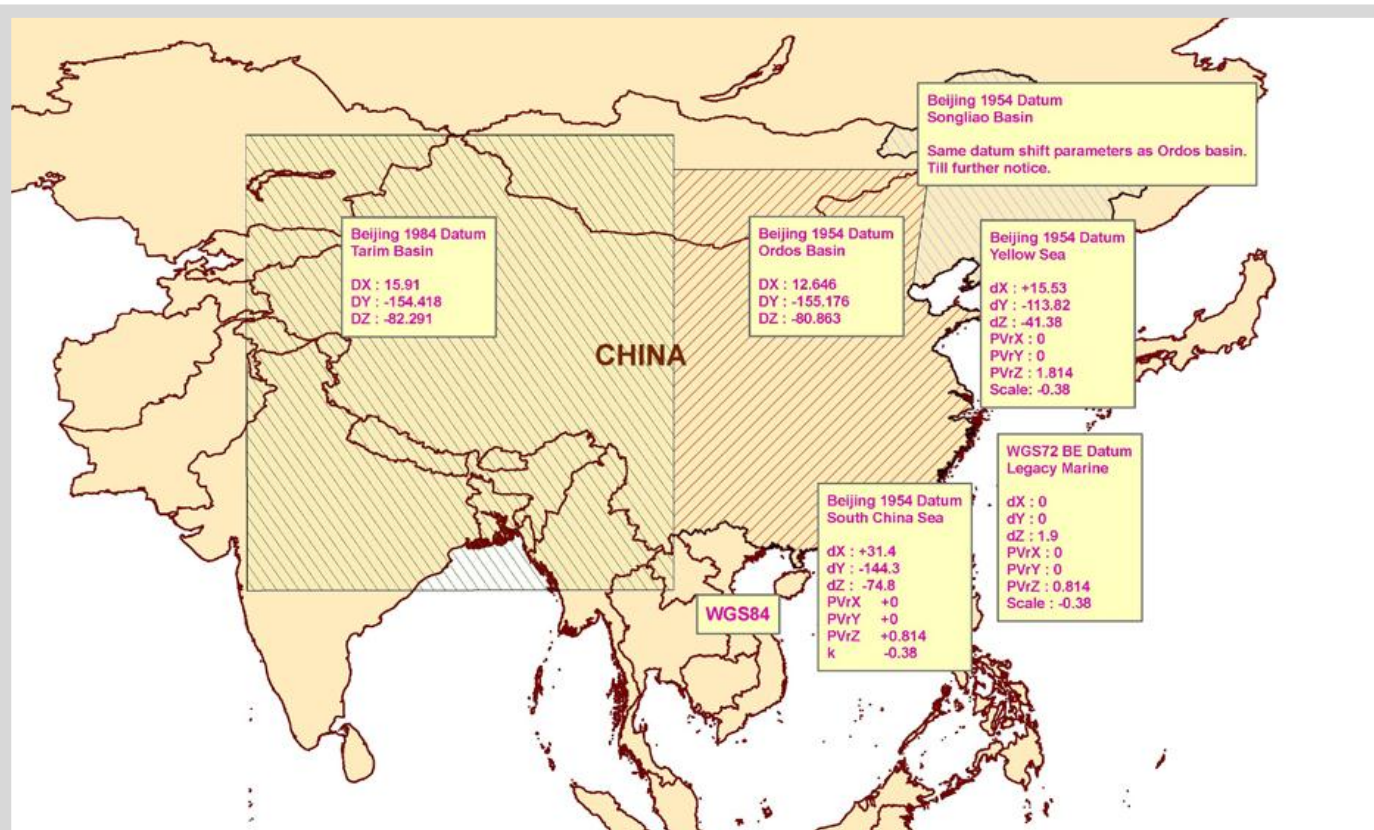 Beijing 1954 Datum
Songliao Basin
Same datum shift parameters as Ordos basin.
Till further notice.
Beijing 1984 Datum
Tarim Basin
DX : 15.91
DY : -154.418
DZ : -82.291
Beijing 1954 Datum
Ordos Basin
DX : 12.646
DY : -155.176
DZ : -80.863
Beijing 1954 Datum
Yellow Sea
dX : +15.53
dY : -113.82
dZ : -41.38
PVrX : 0
PVrY : 0
PVrZ : 1.814
Scale: -0.38
CHINA
WGS72 BE Datum
Legacy Marine
dX : 0
dY : 0
dZ : 1.9
PVrX : 0
PVrY : 0
PVrZ : 0.814
Scale : -0.38
Beijing 1954 Datum
South China Sea
dX : +31.4
dY : -144.3
dZ : -74.8
PVrX +0
PVrY +0
PVrZ +0.814
k -0.38
WGS84